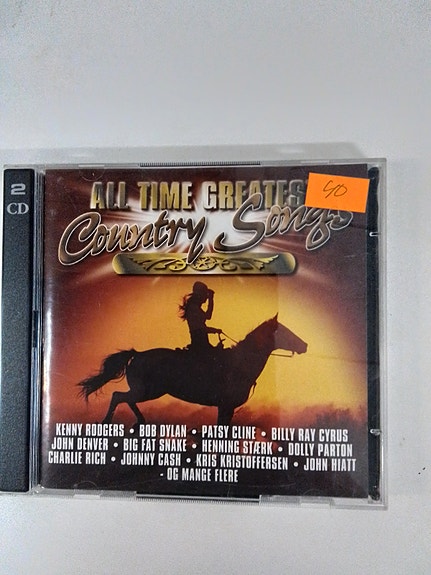 2
CD
ALL TIME GREATEST
Country Songs
KENNY RODGERS • BOB DYLAN • PATSY CLINE • BILLY RAY CYRUS
JOHN DENVER • BIG FAT SNAKE • HENNING STÆRK • DOLLY PARTON
CHARLIE RICH • JOHNNY CASH • KRIS KRISTOFFERSEN • JOHN HIATT
- OG MANGE FLERE